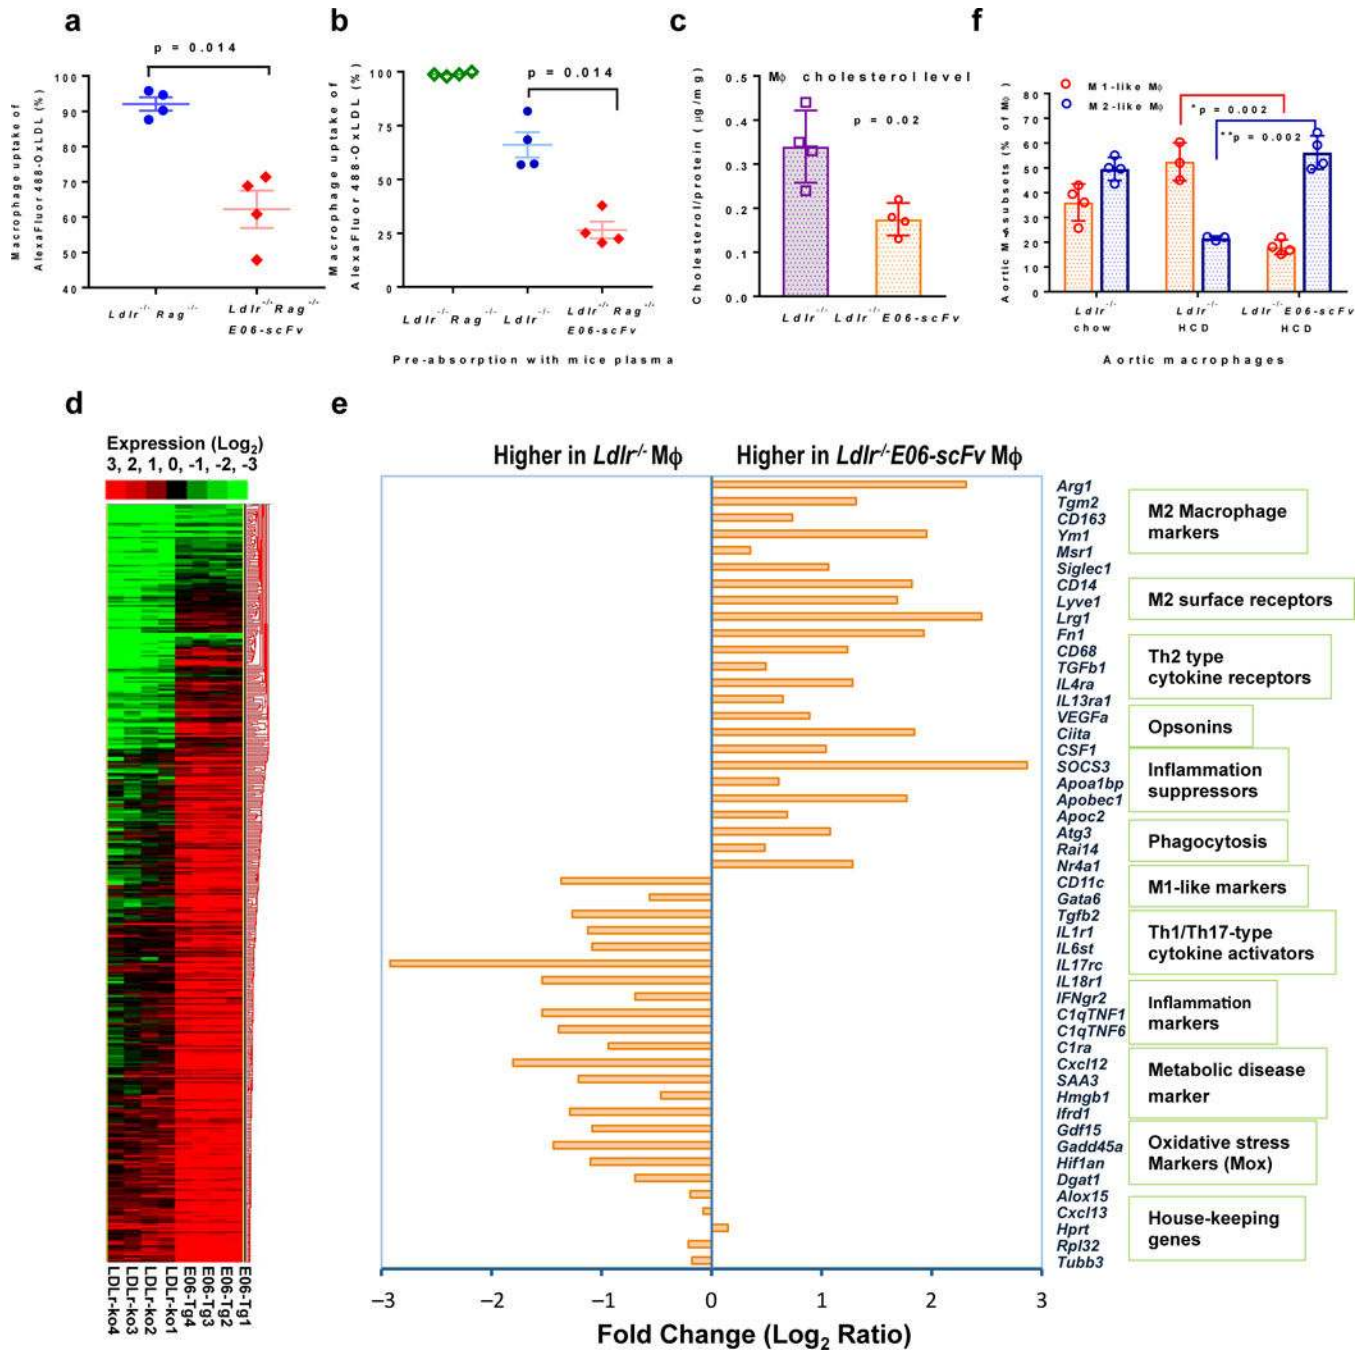 a
p = 0.014
Macrophage uptake of
AlexaFluor 488-OxLDL (%)
100
90
80
70
60
50
40
Ldlr-/- Rag-/-
Ldlr-/- Rag-/-
E06-scFv
b
p = 0.014
Macrophage uptake of
AlexaFluor 488-OxLDL (%)
100
75
50
25
0
Ldlr-/- Rag-/-
Ldlr-/-
Ldlr-/- Rag-/-
E06-scFv
Pre-absorption with mice plasma
c
Mϕ cholesterol level
p = 0.02
Cholesterol/protein (µg/mg)
0.5
0.4
0.3
0.2
0.1
0.0
Ldlr-/-
Ldlr-/- E06-scFv
f
M1-like Mϕ
M2-like Mϕ
*p = 0.002
**p = 0.002
80
70
60
50
40
30
20
10
0
Ldlr-/-
chow
Ldlr-/-
HCD
Ldlr-/- E06-scFv
HCD
Aortic macrophages
d
Expression (Log2)
3, 2, 1, 0, -1, -2, -3
LDLr-ko4
LDLr-ko3
LDLr-ko2
LDLr-ko1
E06-Tg4
E06-Tg3
E06-Tg2
E06-Tg1
e
Higher in Ldlr-/- Mϕ
Higher in Ldlr-/-E06-scFv Mϕ
Arg1
Tgm2
CD163
Ym1
Msr1
Siglec1
CD14
Lyve1
Lrg1
Fn1
CD68
TGFb1
IL4ra
IL13ra1
VEGFa
Ciita
CSF1
SOCS3
Apoa1bp
Apobec1
Apoc2
Atg3
Rai14
Nr4a1
CD11c
Gata6
Tgfb2
IL1r1
IL6st
IL17rc
IL18r1
IFNgr2
C1qTNF1
C1qTNF6
C1ra
Cxcl12
SAA3
Hmgb1
Ifrd1
Gdf15
Gadd45a
Hif1an
Dgat1
Alox15
Cxcl13
Hprt
Rpl32
Tubb3
M2 Macrophage
markers
M2 surface receptors
Th2 type
cytokine receptors
Opsonins
Inflammation
suppressors
Phagocytosis
M1-like markers
Th1/Th17-type
cytokine activators
Inflammation
markers
Metabolic disease
marker
Oxidative stress
Markers (Mox)
House-keeping
genes
−3
−2
−1
0
1
2
3
Fold Change (Log2 Ratio)